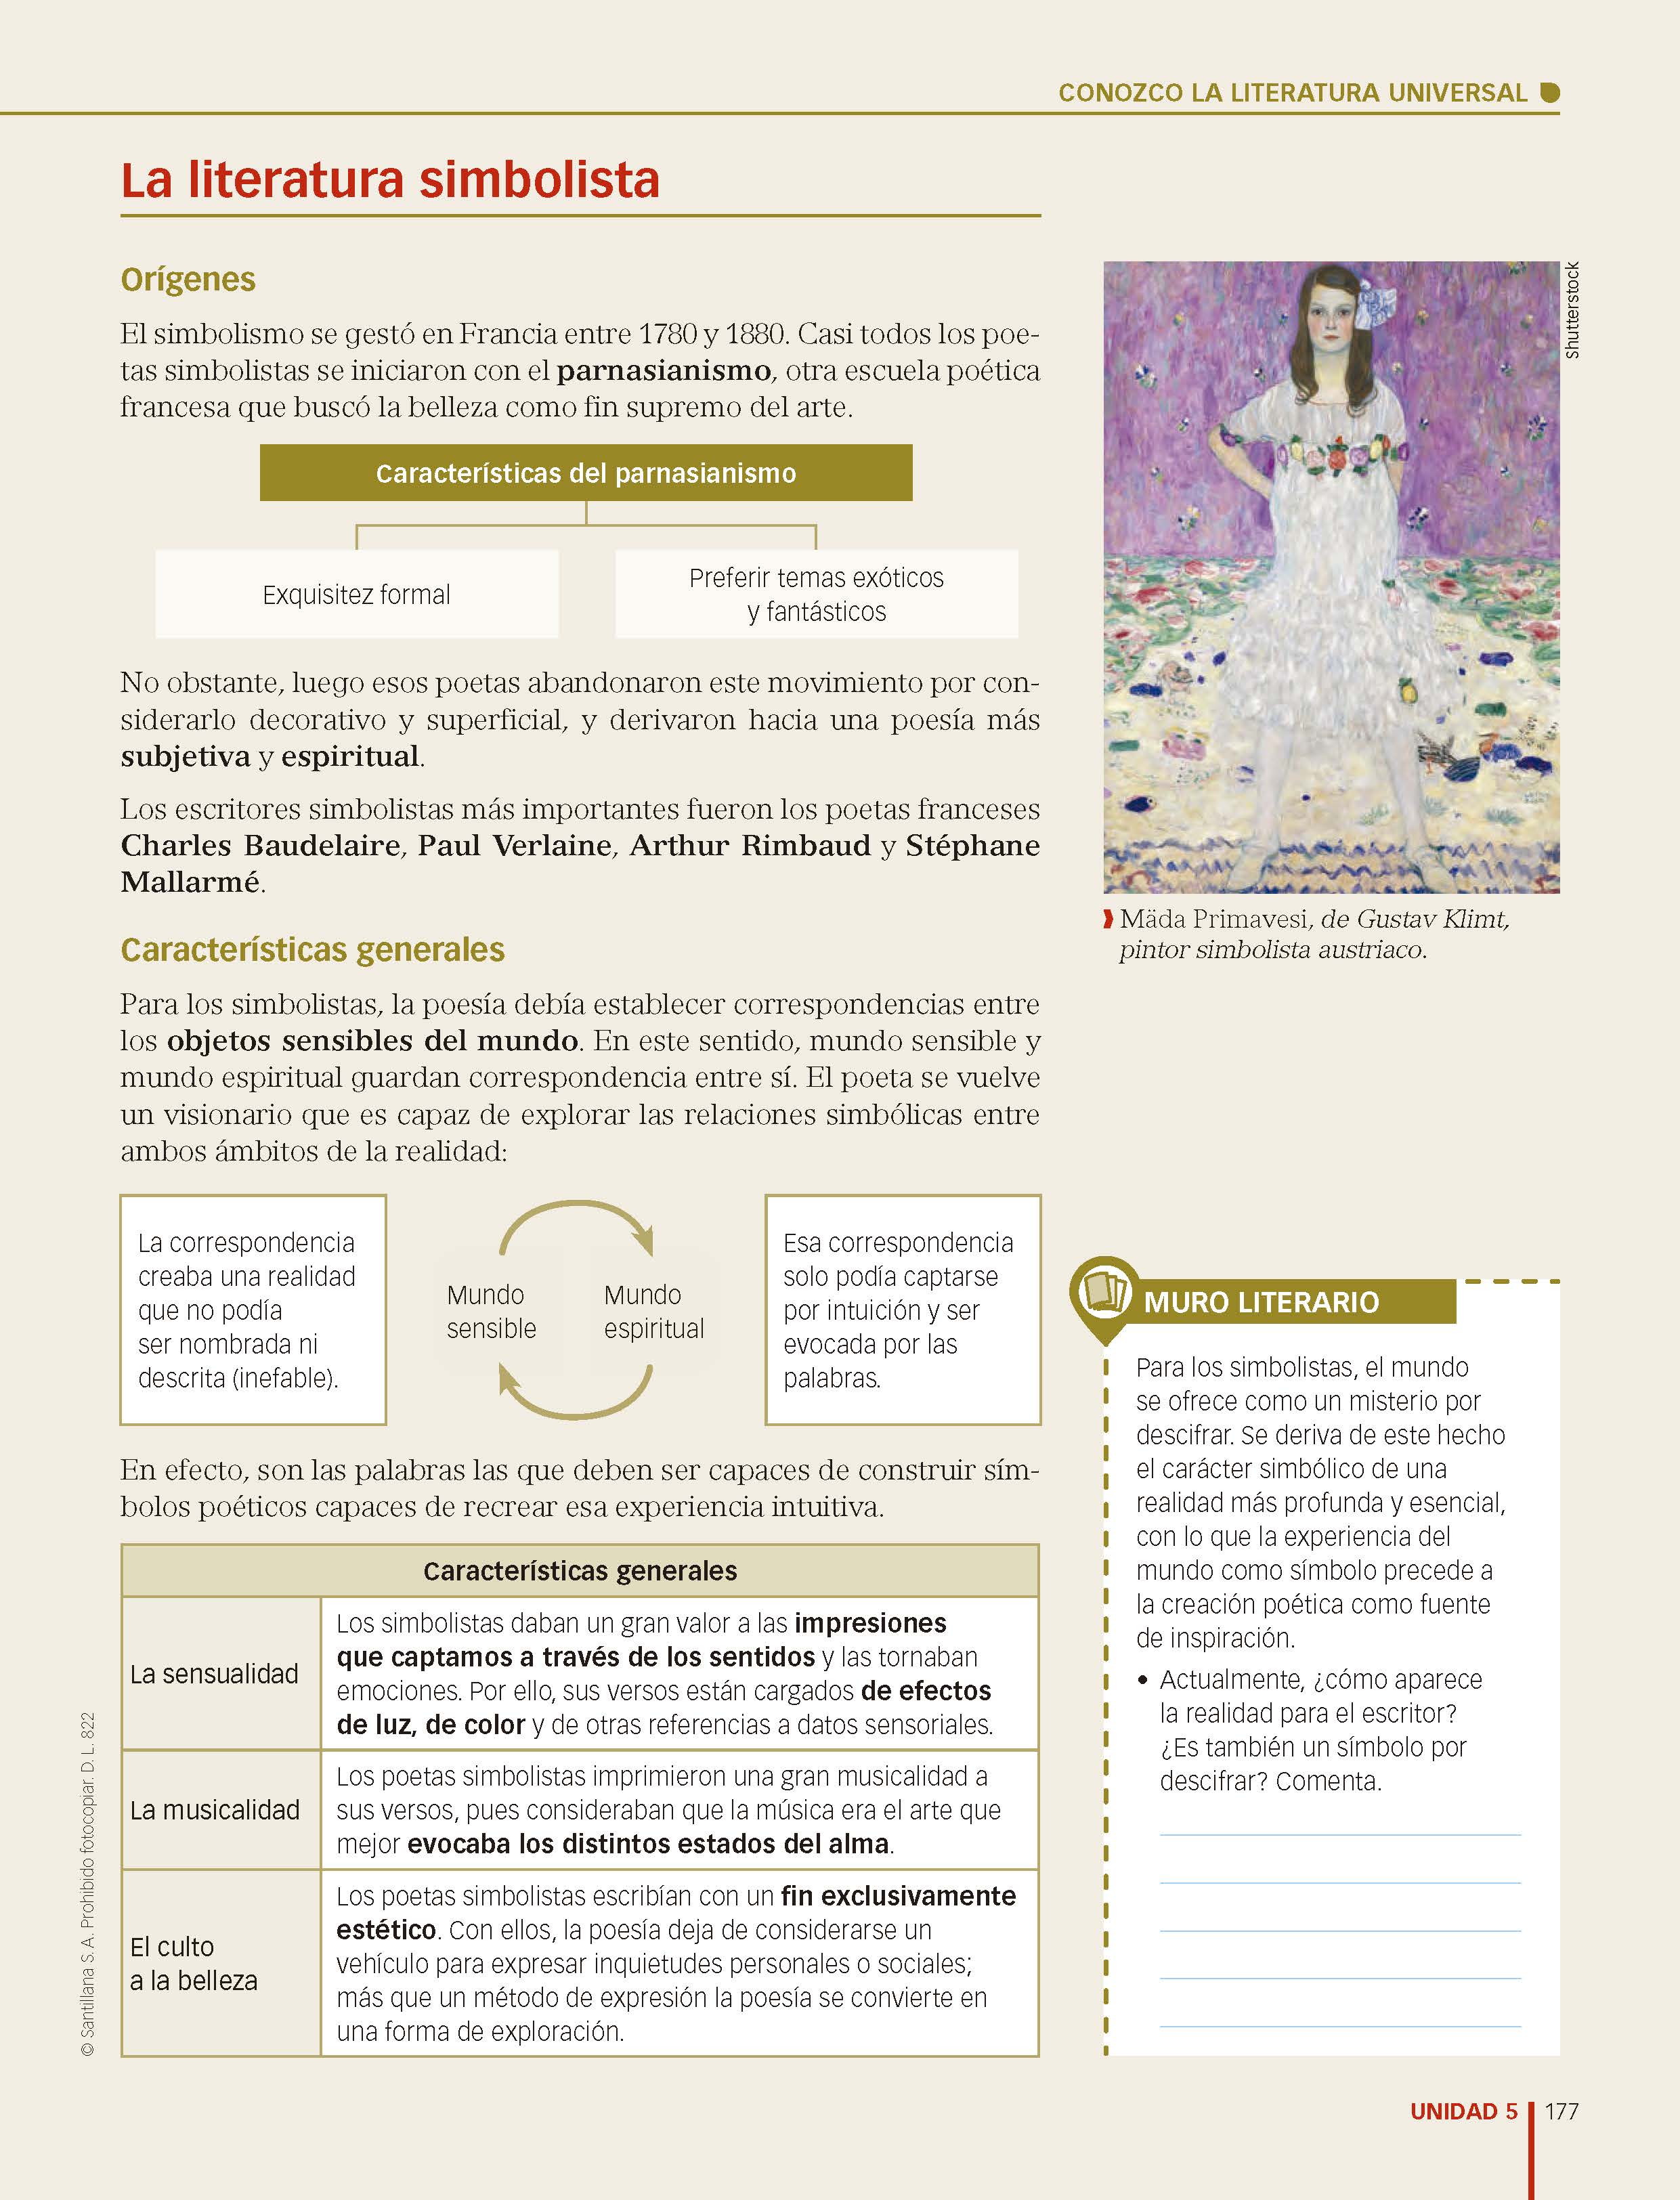 CONOZCO LA LITERATURA UNIVERSAL
La literatura simbolista
Orígenes
El simbolismo se gestó en Francia entre 1780 y 1880. Casi todos los poe-
tas simbolistas se iniciaron con el parnasianismo, otra escuela poética
francesa que buscó la belleza como fin supremo del arte.
Características del parnasianismo
Exquisitez formal
Preferir temas exóticos
y fantásticos
No obstante, luego esos poetas abandonaron este movimiento por con-
siderarlo decorativo y superficial, y derivaron hacia una poesía más
subjetiva y espiritual.
Los escritores simbolistas más importantes fueron los poetas franceses
Charles Baudelaire, Paul Verlaine, Arthur Rimbaud y Stéphane
Mallarmé.
Shutterstock
Mäda Primavesi, de Gustav Klimt,
pintor simbolista austriaco.
Características generales
Para los simbolistas, la poesía debía establecer correspondencias entre
los objetos sensibles del mundo. En este sentido, mundo sensible y
mundo espiritual guardan correspondencia entre sí. El poeta se vuelve
un visionario que es capaz de explorar las relaciones simbólicas entre
ambos ámbitos de la realidad:
La correspondencia
creaba una realidad
que no podía
ser nombrada ni
descrita (inefable).
Mundo
sensible
Mundo
espiritual
Esa correspondencia
solo podía captarse
por intuición y ser
evocada por las
palabras.
En efecto, son las palabras las que deben ser capaces de construir sím-
bolos poéticos capaces de recrear esa experiencia intuitiva.
Características generales
La sensualidad
Los simbolistas daban un gran valor a las impresiones
que captamos a través de los sentidos y las tornaban
emociones. Por ello, sus versos están cargados de efectos
de luz, de color y de otras referencias a datos sensoriales.
La musicalidad
Los poetas simbolistas imprimieron una gran musicalidad a
sus versos, pues consideraban que la música era el arte que
mejor evocaba los distintos estados del alma.
El culto
a la belleza
Los poetas simbolistas escribían con un fin exclusivamente
estético. Con ellos, la poesía deja de considerarse un
vehículo para expresar inquietudes personales o sociales;
más que un método de expresión la poesía se convierte en
una forma de exploración.
MURO LITERARIO
Para los simbolistas, el mundo
se ofrece como un misterio por
descifrar. Se deriva de este hecho
el carácter simbólico de una
realidad más profunda y esencial,
con lo que la experiencia del
mundo como símbolo precede a
la creación poética como fuente
de inspiración.
• Actualmente, ¿cómo aparece
la realidad para el escritor?
¿Es también un símbolo por
descifrar? Comenta.
© Santillana S. A. Prohibido fotocopiar. D. L. 822
UNIDAD 5
177